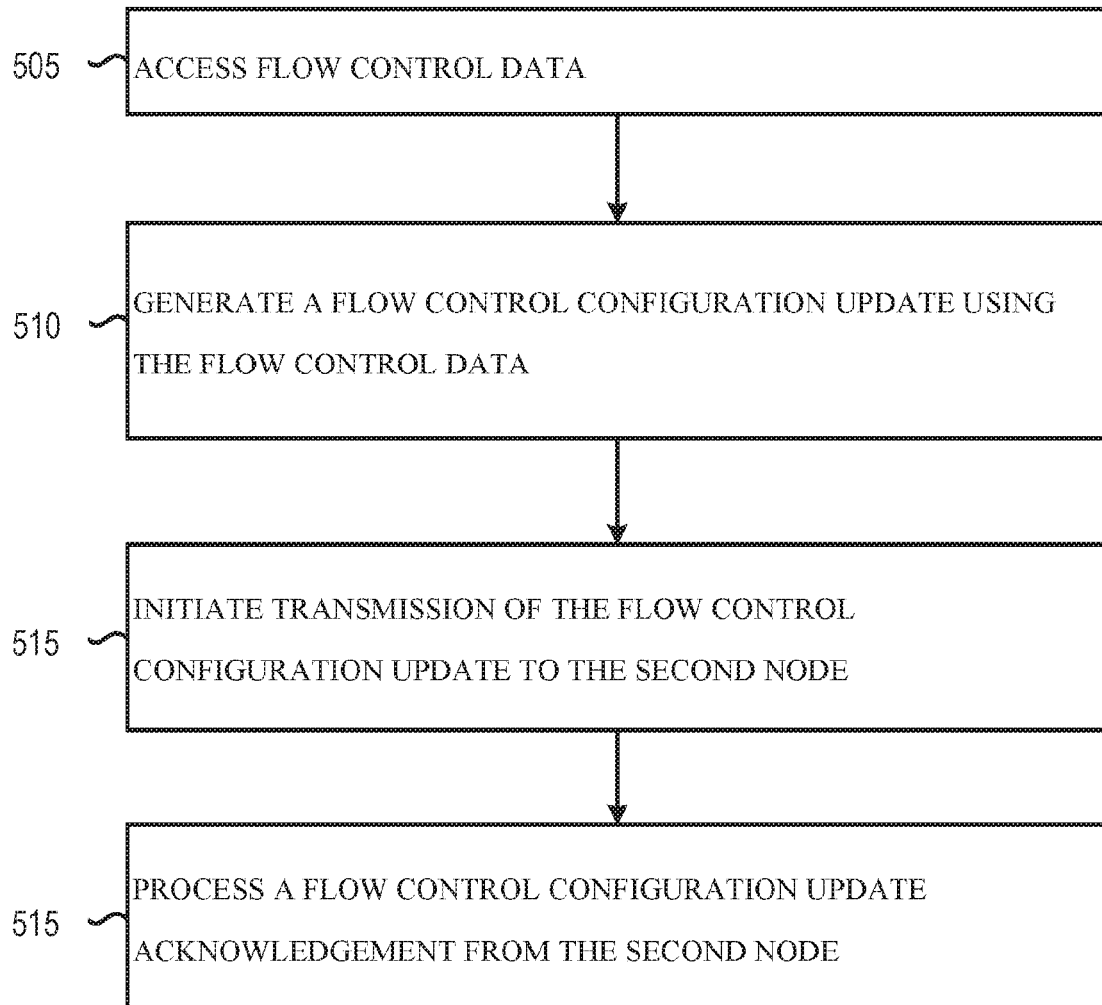 505 ACCESS FLOW CONTROL DATA
510 GENERATE A FLOW CONTROL CONFIGURATION UPDATE USING
THE FLOW CONTROL DATA
515 INITIATE TRANSMISSION OF THE FLOW CONTROL
CONFIGURATION UPDATE TO THE SECOND NODE
515 PROCESS A FLOW CONTROL CONFIGURATION UPDATE
ACKNOWLEDGEMENT FROM THE SECOND NODE